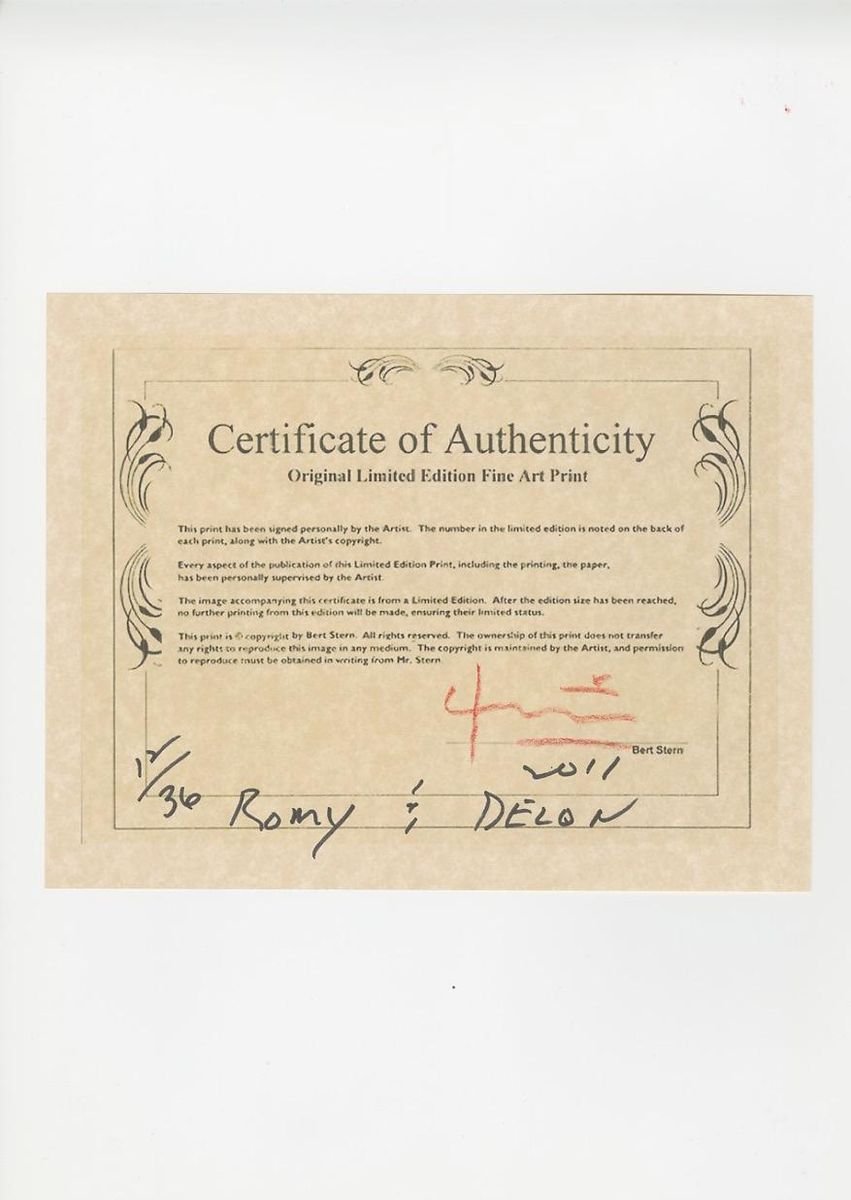 Certificate of Authenticity
Original Limited Edition Fine Art Print
This print has been signed personally by the Artist. The number in the limited edition is noted on the back of
each print, along with the Artist's copyright.
Every aspect of the publication of this Limited Edition Print, including the printing, the paper,
has been personally supervised by the Artist.
The image accompanying this certificate is from a Limited Edition. After the edition size has been reached,
no further printing from this edition will be made, ensuring their limited status.
This print is © copyright by Bert Stern. All rights reserved. The ownership of this print does not transfer
any rights to reproduce this image in any medium. The copyright is maintained by the Artist, and permission
to reproduce must be obtained in writing from Mr. Stern
Bert Stern
2011
/36 ROMY & DELON